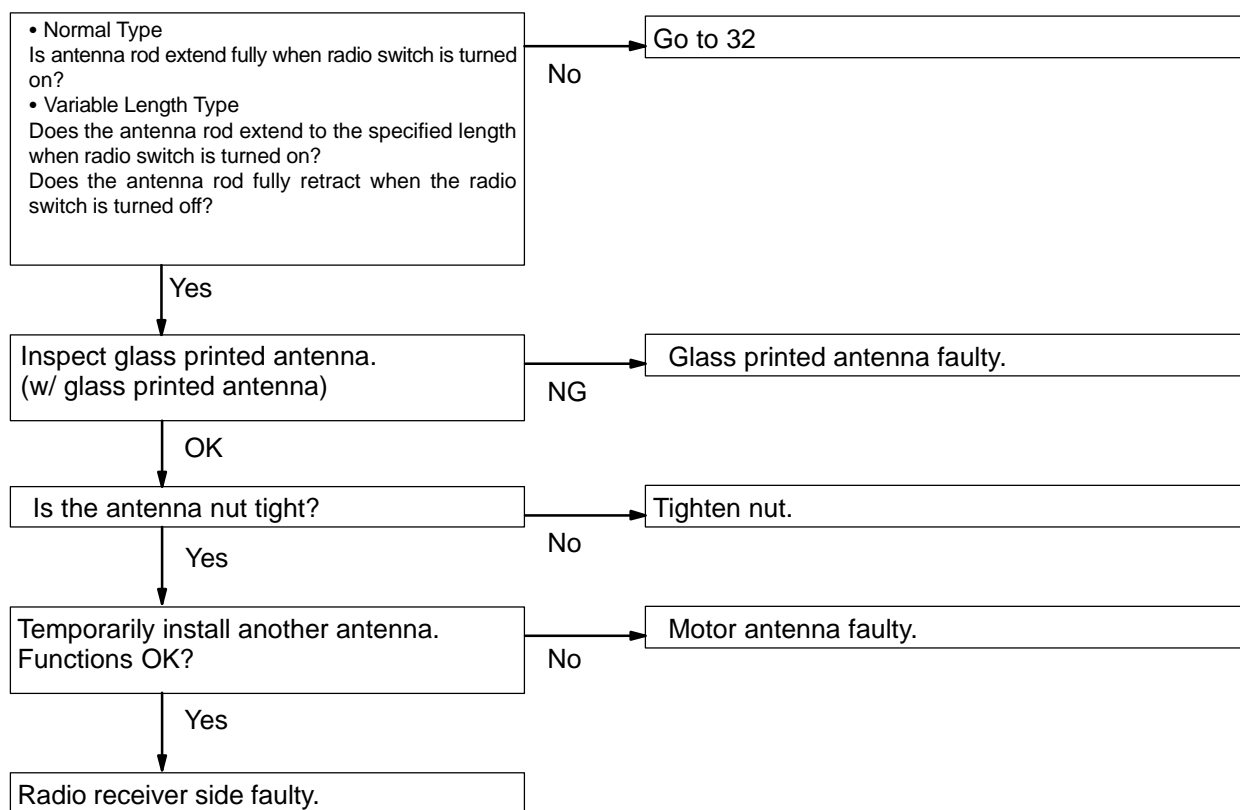 • Normal Type
Is antenna rod extend fully when radio switch is turned
on?
• Variable Length Type
Does the antenna rod extend to the specified length
when radio switch is turned on?
Does the antenna rod fully retract when the radio
switch is turned off?
No
Go to 32
Yes
Inspect glass printed antenna.
(w/ glass printed antenna)
NG
Glass printed antenna faulty.
OK
Is the antenna nut tight?
No
Tighten nut.
Yes
Temporarily install another antenna.
Functions OK?
No
Motor antenna faulty.
Yes
Radio receiver side faulty.